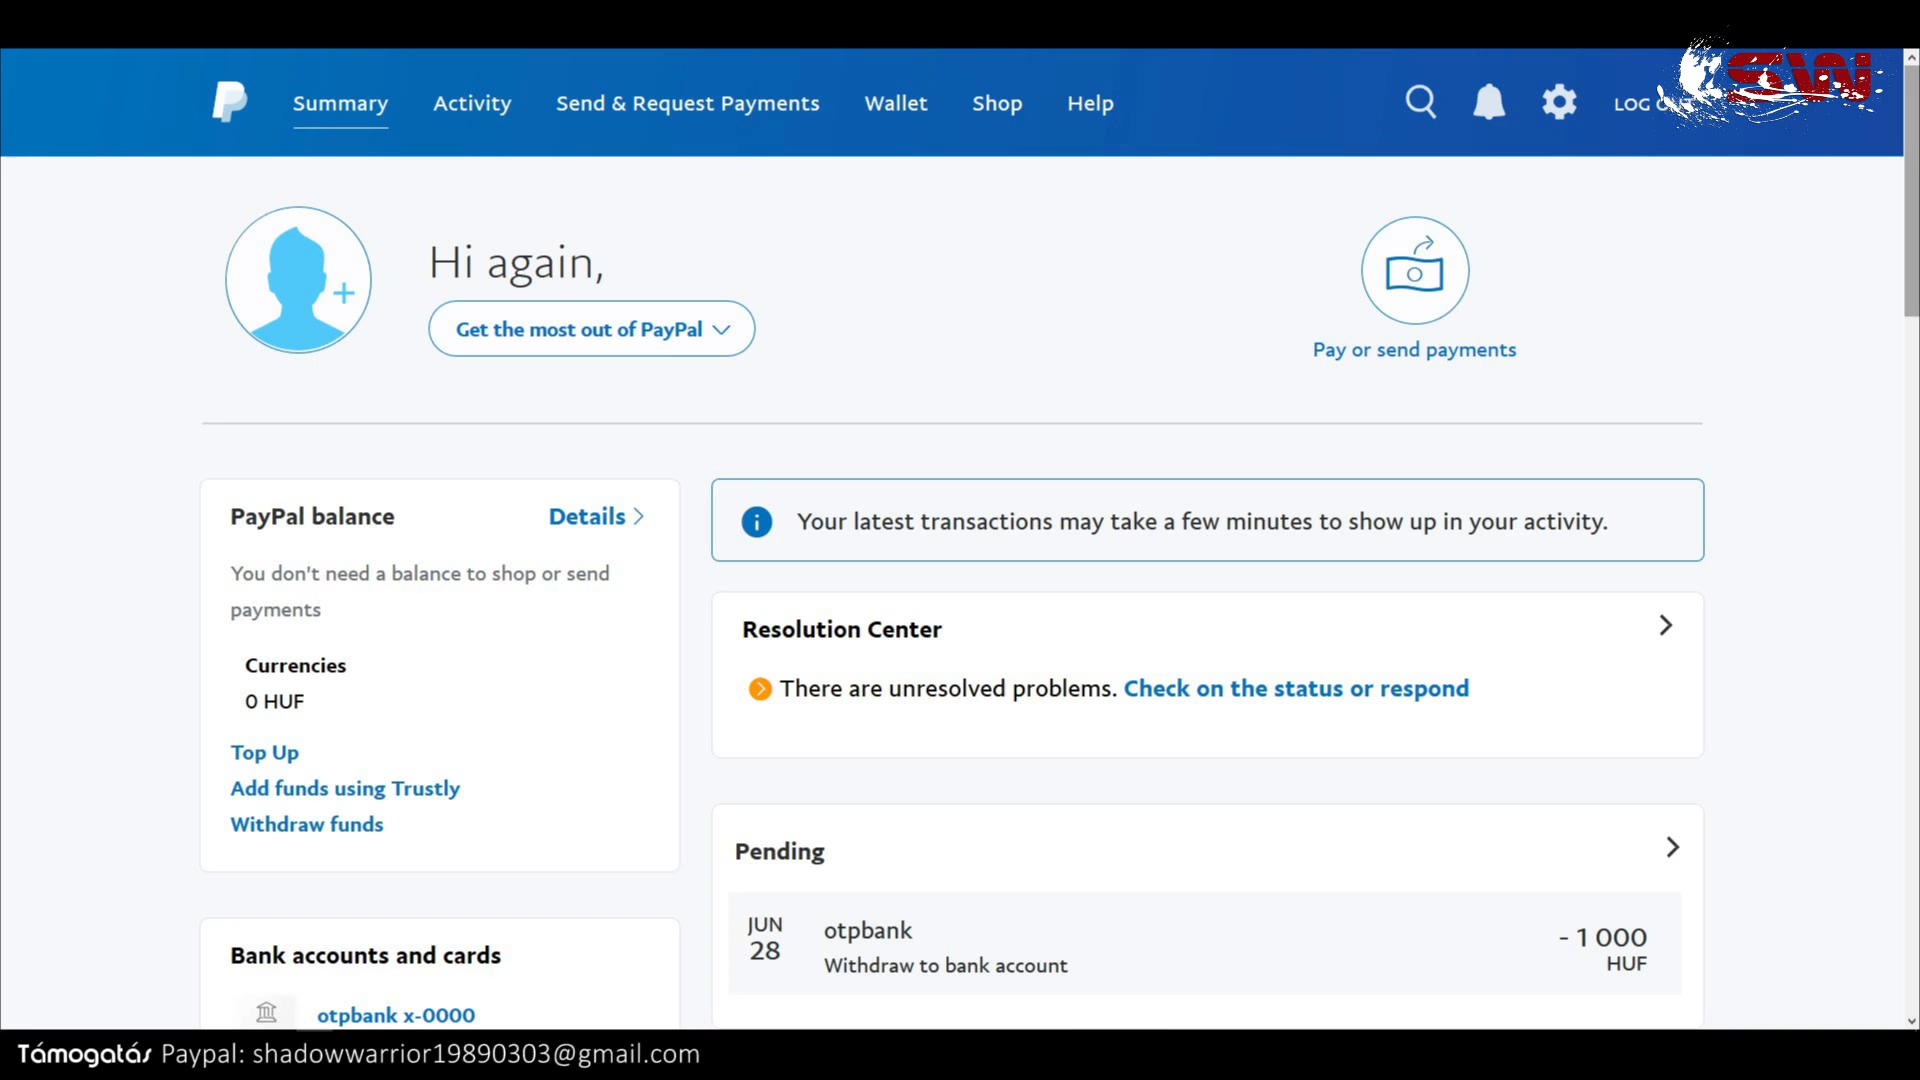 SW
Summary
Activity
Send & Request Payments
Wallet
Shop
Help
LOG OUT
Hi again,
Get the most out of PayPal
Pay or send payments
PayPal balance
Details
You don't need a balance to shop or send
payments
Currencies
0 HUF
Top Up
Add funds using Trustly
Withdraw funds
Bank accounts and cards
otpbank x-0000
Your latest transactions may take a few minutes to show up in your activity.
Resolution Center
There are unresolved problems. Check on the status or respond
Pending
JUN
28
otpbank
Withdraw to bank account
- 1 000
HUF
Támogatás Paypal: shadowwarrior19890303@gmail.com